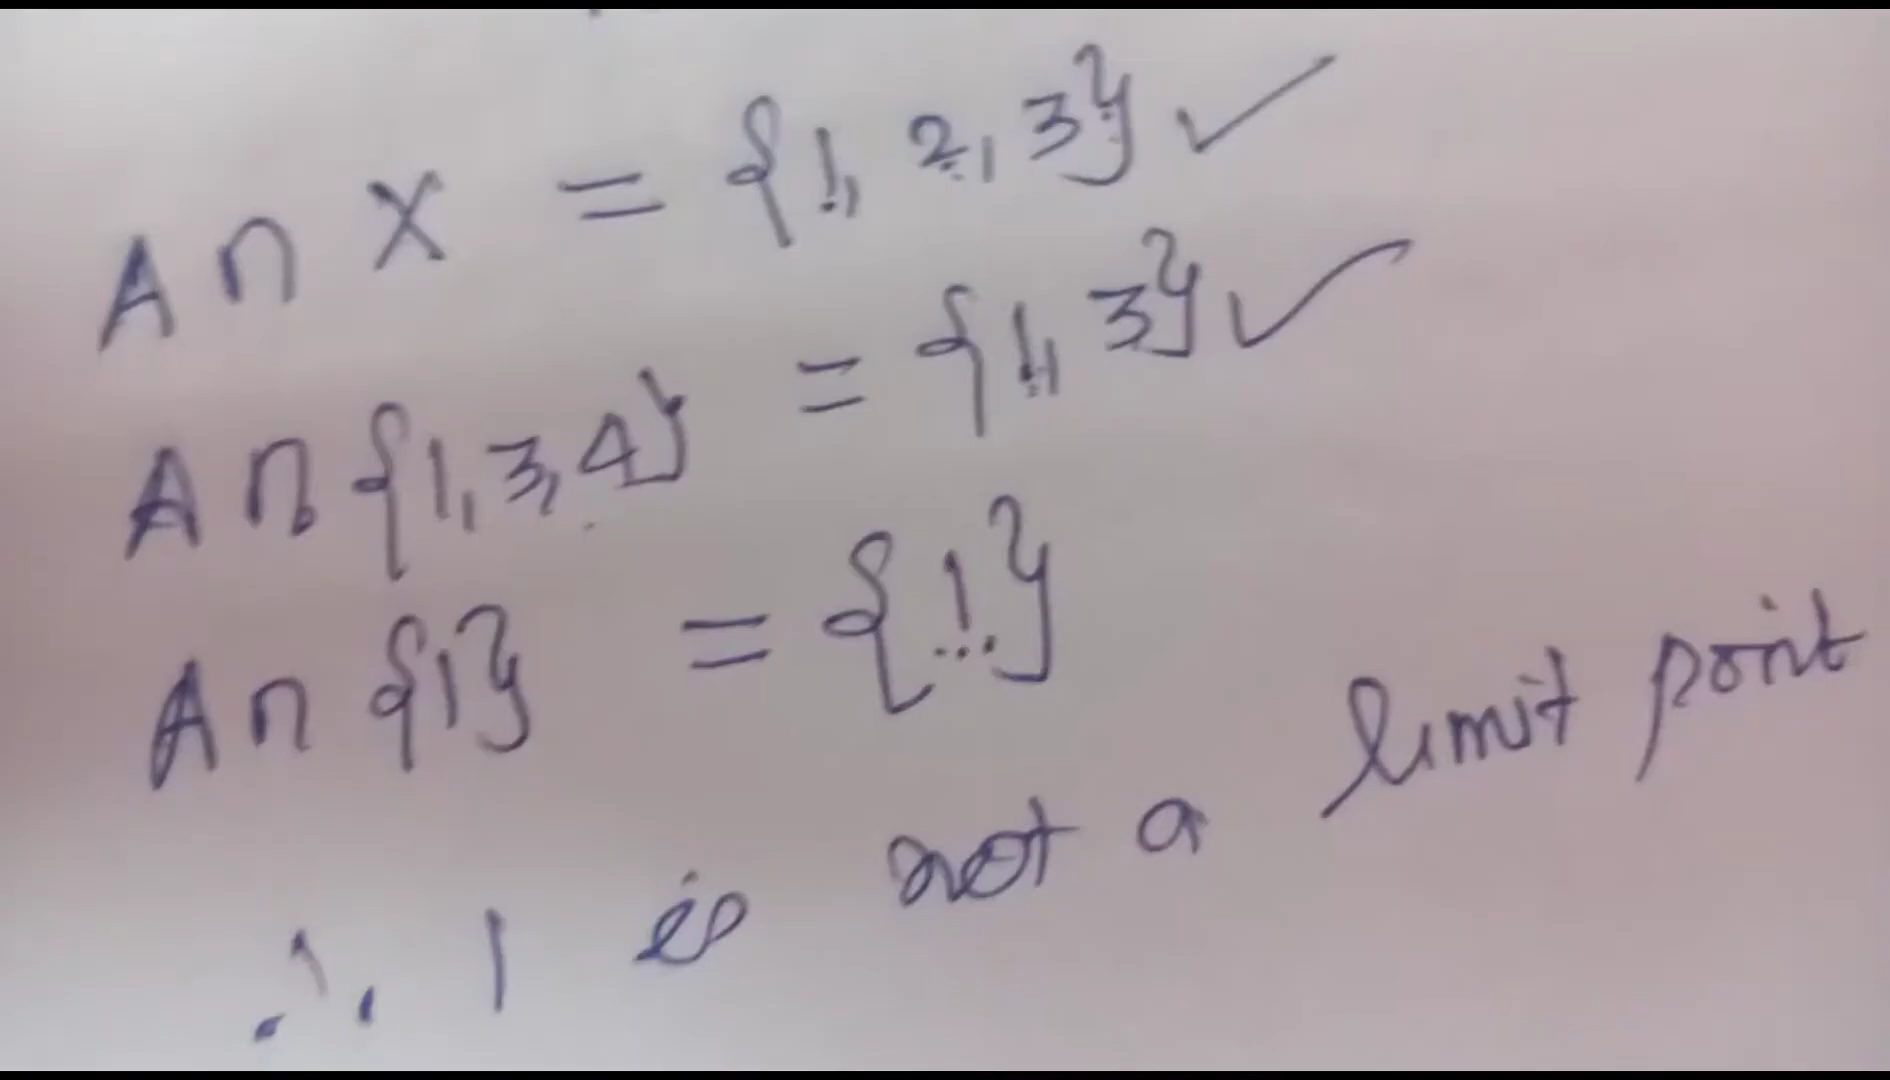 A ∩ X = {1, 2, 3} ✓
A ∩ {1, 3, 4} = {1, 3} ✓
A ∩ {1} = {1}
∴ 1 is not a limit point